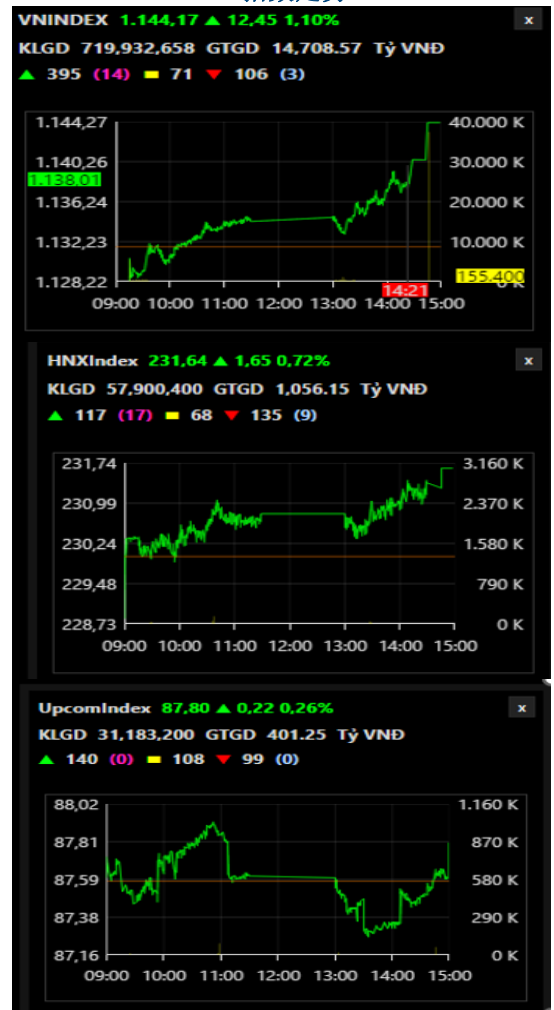 VNINDEX 1.144,17 ▲ 12,45 1,10% x
KLGD 719,932,658 GTGD 14,708.57 Tỷ VNĐ
▲ 395 (14) 71 ▼ 106 (3)
1.144,27 40.000 K
1.140,26 30.000 K
1.138,01
1.136,24 20.000 K
1.132,23 10.000 K
155.400
1.128,22
14:21
09:00 10:00 11:00 12:00 13:00 14:00 15:00
HNXIndex 231,64 ▲ 1,65 0,72% x
KLGD 57,900,400 GTGD 1,056.15 Tỷ VNĐ
▲ 117 (17) 68 ▼ 135 (9)
231,74 3.160 K
230,99 2.370 K
230,24 1.580 K
229,48 790 K
228,73 0 K
09:00 10:00 11:00 12:00 13:00 14:00 15:00
UpcomIndex 87,80 ▲ 0,22 0,26% x
KLGD 31,183,200 GTGD 401.25 Tỷ VNĐ
▲ 140 (0) 108 ▼ 99 (0)
88,02 1.160 K
87,81 870 K
87,59 580 K
87,38 290 K
87,16 0 K
09:00 10:00 11:00 12:00 13:00 14:00 15:00